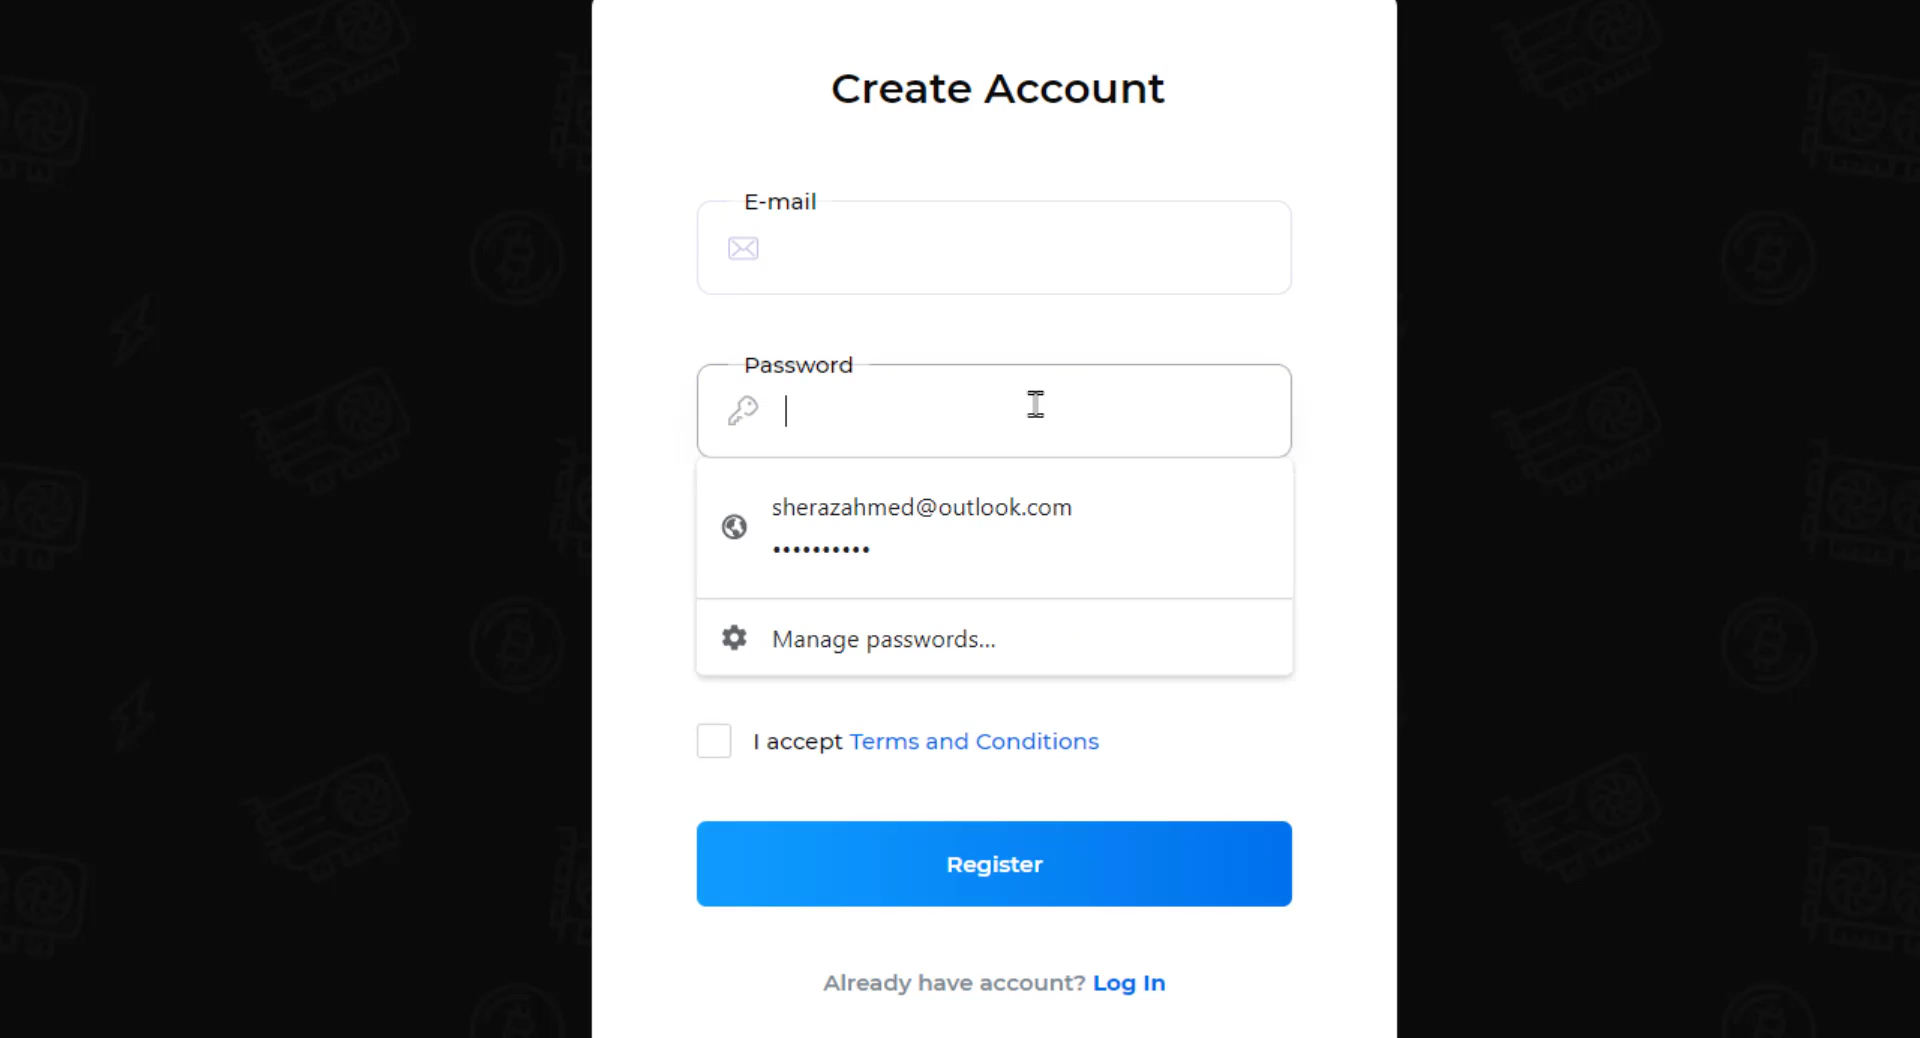 Create Account
E-mail
Password
sherazahmed@outlook.com
••••••••••
Manage passwords...
I accept Terms and Conditions
Register
Already have account? Log In